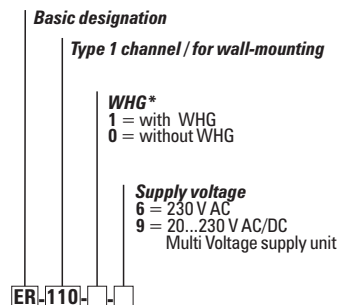 Basic designation
Type 1 channel / for wall-mounting
WHG*
1 = with WHG
0 = without WHG
Supply voltage
6 = 230 V AC
9 = 20...230 V AC/DC
Multi Voltage supply unit
ER-110- -